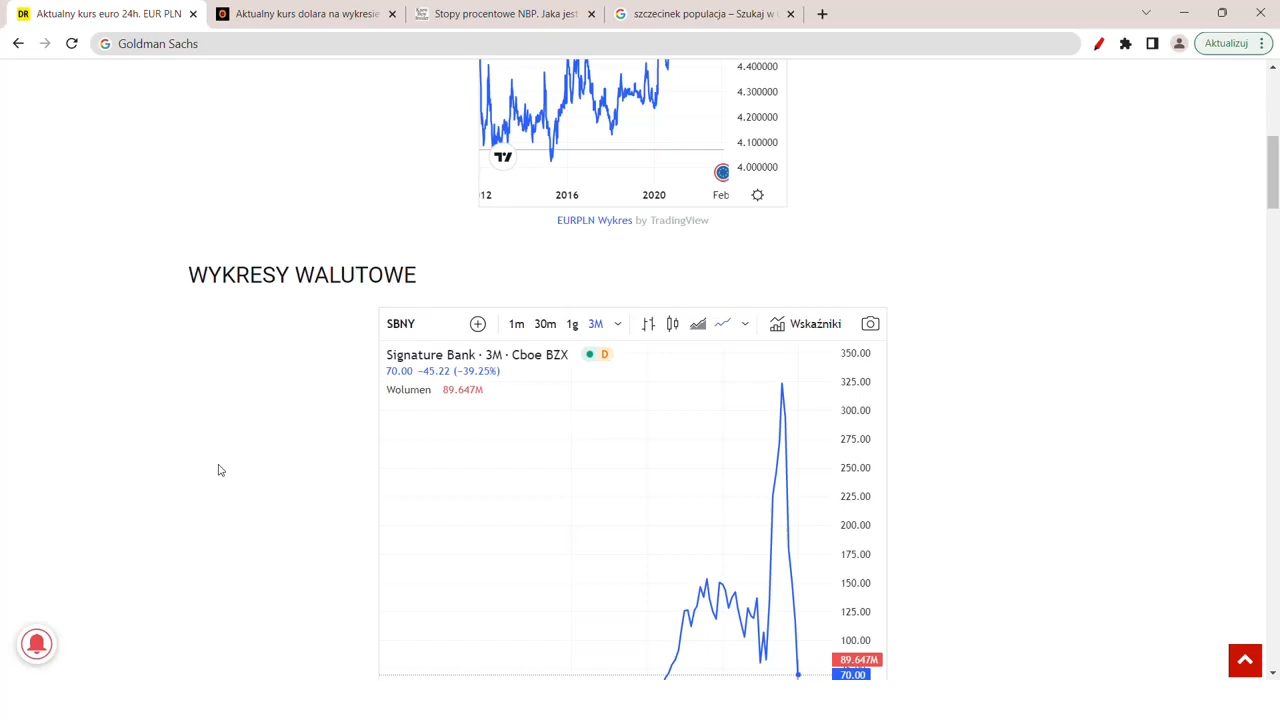 DR Aktualny kurs euro 24h. EUR PLN
Aktualny kurs dolara na wykresie
Stopy procentowe NBP. Jaka jest
szczecinek populacja – Szukaj w
Goldman Sachs
Aktualizuj
4.400000
4.300000
4.200000
4.100000
4.000000
12 2016 2020 Feb
EURPLN Wykres by TradingView
WYKRESY WALUTOWE
SBNY 1m 30m 1g 3M Wskaźniki
Signature Bank · 3M · Cboe BZX D
70.00 −45.22 (−39.25%)
Wolumen 89.647M
350.00
325.00
300.00
275.00
250.00
225.00
200.00
175.00
150.00
125.00
100.00
89.647M
70.00